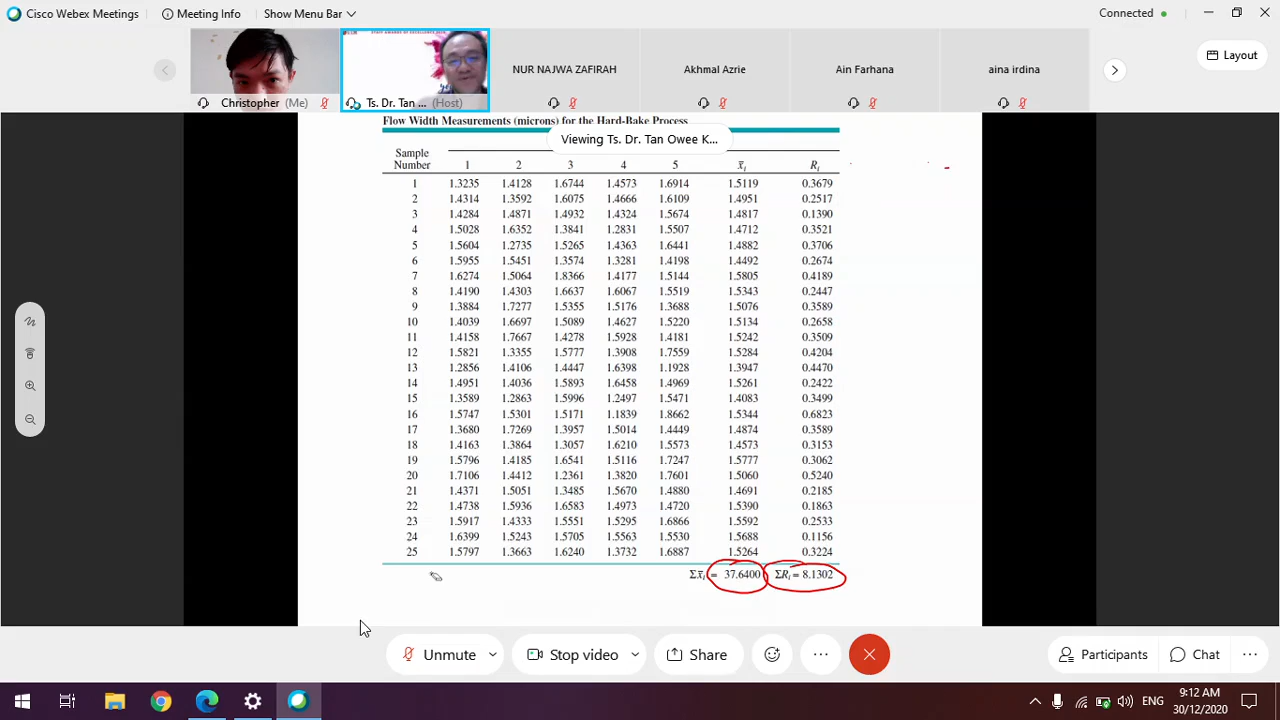 Cisco Webex Meetings
Meeting Info
Show Menu Bar
Connected
Christopher (Me)
Ts. Dr. Tan ... (Host)
NUR NAJWA ZAFIRAH
Akhmal Azrie
Ain Farhana
aina irdina
Layout
Flow Width Measurements (microns) for the Hard-Bake Process
Viewing Ts. Dr. Tan Owee K...
Sample
Number 1 2 3 4 5 x̄i Ri
1 1.3235 1.4128 1.6744 1.4573 1.6914 1.5119 0.3679
2 1.4314 1.3592 1.6075 1.4666 1.6109 1.4951 0.2517
3 1.4284 1.4871 1.4932 1.4324 1.5674 1.4817 0.1390
4 1.5028 1.6352 1.3841 1.2831 1.5507 1.4712 0.3521
5 1.5604 1.2735 1.5265 1.4363 1.6441 1.4882 0.3706
6 1.5955 1.5451 1.3574 1.3281 1.4198 1.4492 0.2674
7 1.6274 1.5064 1.8366 1.4177 1.5144 1.5805 0.4189
8 1.4190 1.4303 1.6637 1.6067 1.5519 1.5343 0.2447
9 1.3884 1.7277 1.5355 1.5176 1.3688 1.5076 0.3589
10 1.4039 1.6697 1.5089 1.4627 1.5220 1.5134 0.2658
11 1.4158 1.7667 1.4278 1.5928 1.4181 1.5242 0.3509
12 1.5821 1.3355 1.5777 1.3908 1.7559 1.5284 0.4204
13 1.2856 1.4106 1.4447 1.6398 1.1928 1.3947 0.4470
14 1.4951 1.4036 1.5893 1.6458 1.4969 1.5261 0.2422
15 1.3589 1.2863 1.5996 1.2497 1.5471 1.4083 0.3499
16 1.5747 1.5301 1.5171 1.1839 1.8662 1.5344 0.6823
17 1.3680 1.7269 1.3957 1.5014 1.4449 1.4874 0.3589
18 1.4163 1.3864 1.3057 1.6210 1.5573 1.4573 0.3153
19 1.5796 1.4185 1.6541 1.5116 1.7247 1.5777 0.3062
20 1.7106 1.4412 1.2361 1.3820 1.7601 1.5060 0.5240
21 1.4371 1.5051 1.3485 1.5670 1.4880 1.4691 0.2185
22 1.4738 1.5936 1.6583 1.4973 1.4720 1.5390 0.1863
23 1.5917 1.4333 1.5551 1.5295 1.6866 1.5592 0.2533
24 1.6399 1.5243 1.5705 1.5563 1.5530 1.5688 0.1156
25 1.5797 1.3663 1.6240 1.3732 1.6887 1.5264 0.3224
Σx̄i = 37.6400 ΣRi = 8.1302
Unmute
Stop video
Share
Participants
Chat
ENG
9:12 AM
30/12/2020